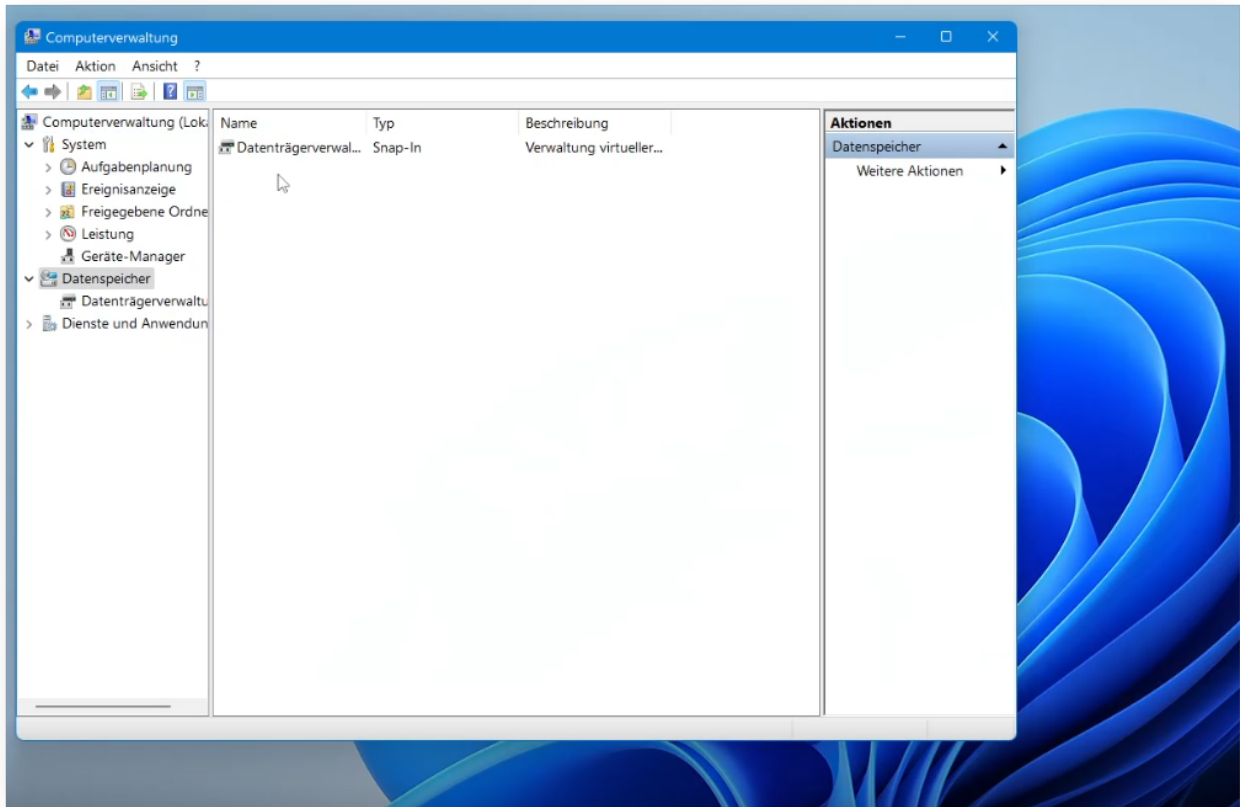 Computerverwaltung
Datei Aktion Ansicht ?
Computerverwaltung (Loka
System
Aufgabenplanung
Ereignisanzeige
Freigegebene Ordne
Leistung
Geräte-Manager
Datenspeicher
Datenträgerverwaltu
Dienste und Anwendun
Name Typ Beschreibung
Datenträgerverwal... Snap-In Verwaltung virtueller...
Aktionen
Datenspeicher
Weitere Aktionen